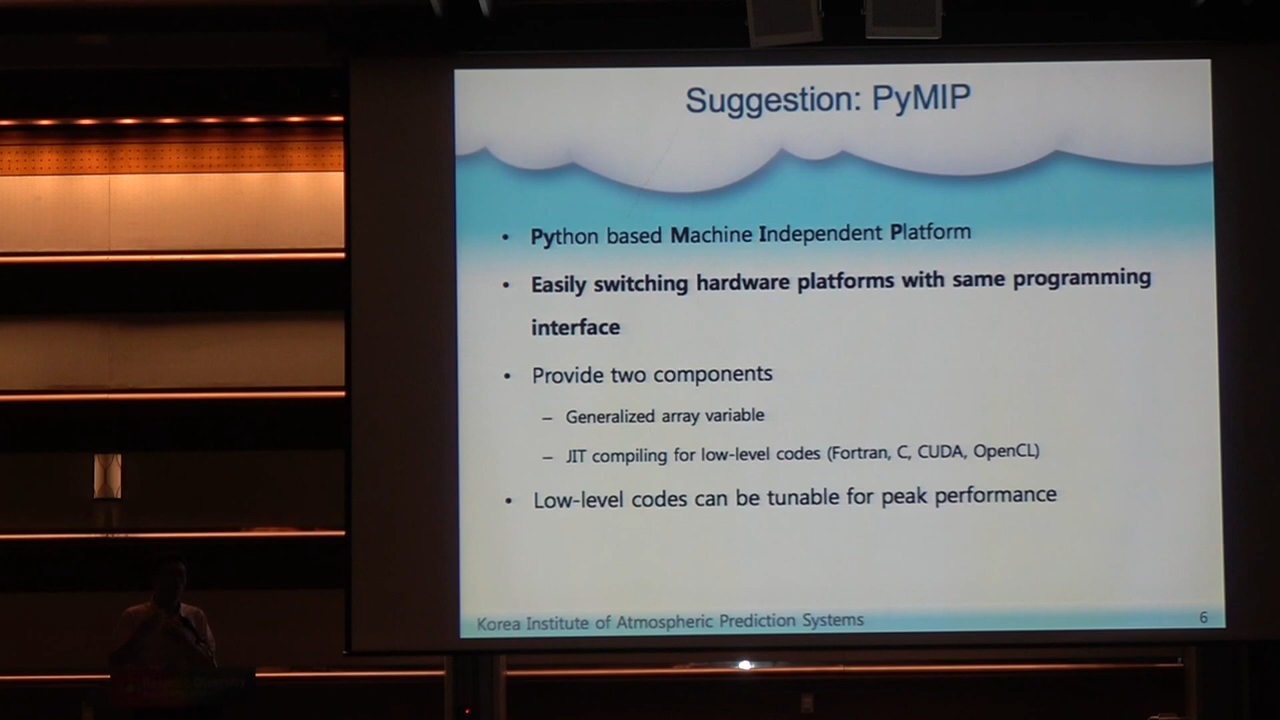 Suggestion: PyMIP
• Python based Machine Independent Platform
• Easily switching hardware platforms with same programming
interface
• Provide two components
– Generalized array variable
– JIT compiling for low-level codes (Fortran, C, CUDA, OpenCL)
• Low-level codes can be tunable for peak performance
Korea Institute of Atmospheric Prediction Systems
6